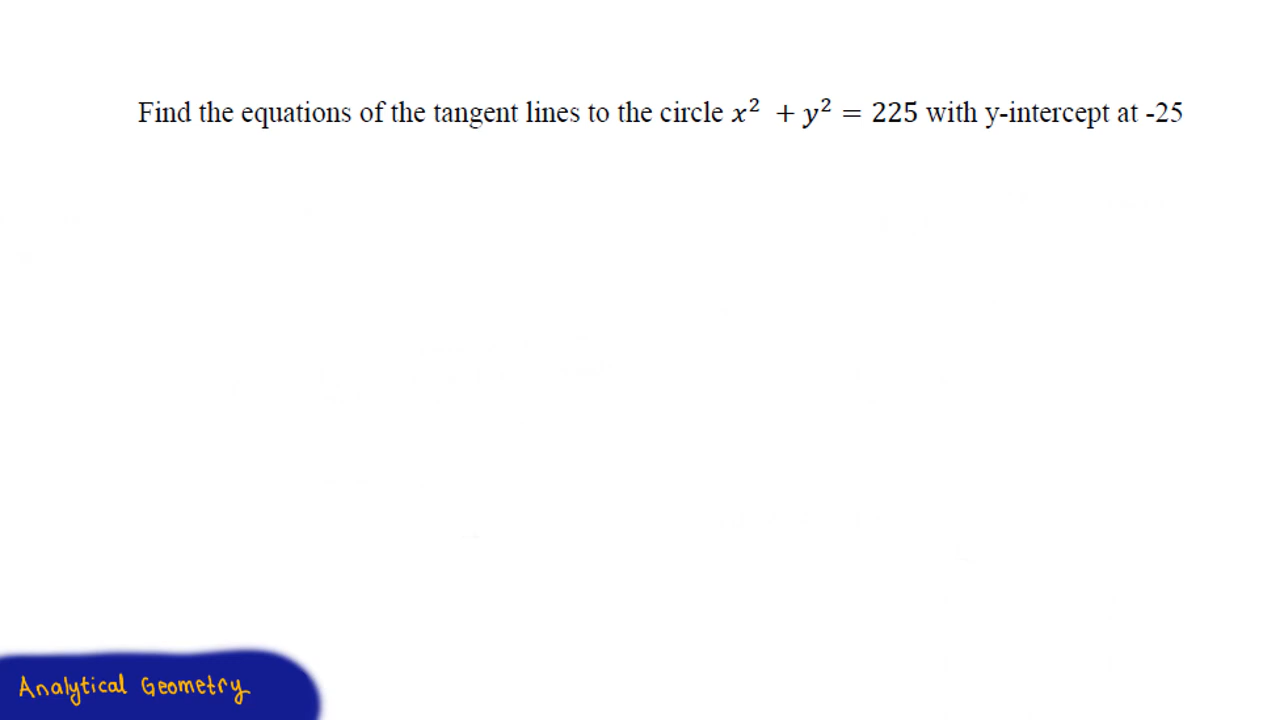 Find the equations of the tangent lines to the circle x² + y² = 225 with y-intercept at -25
Analytical Geometry